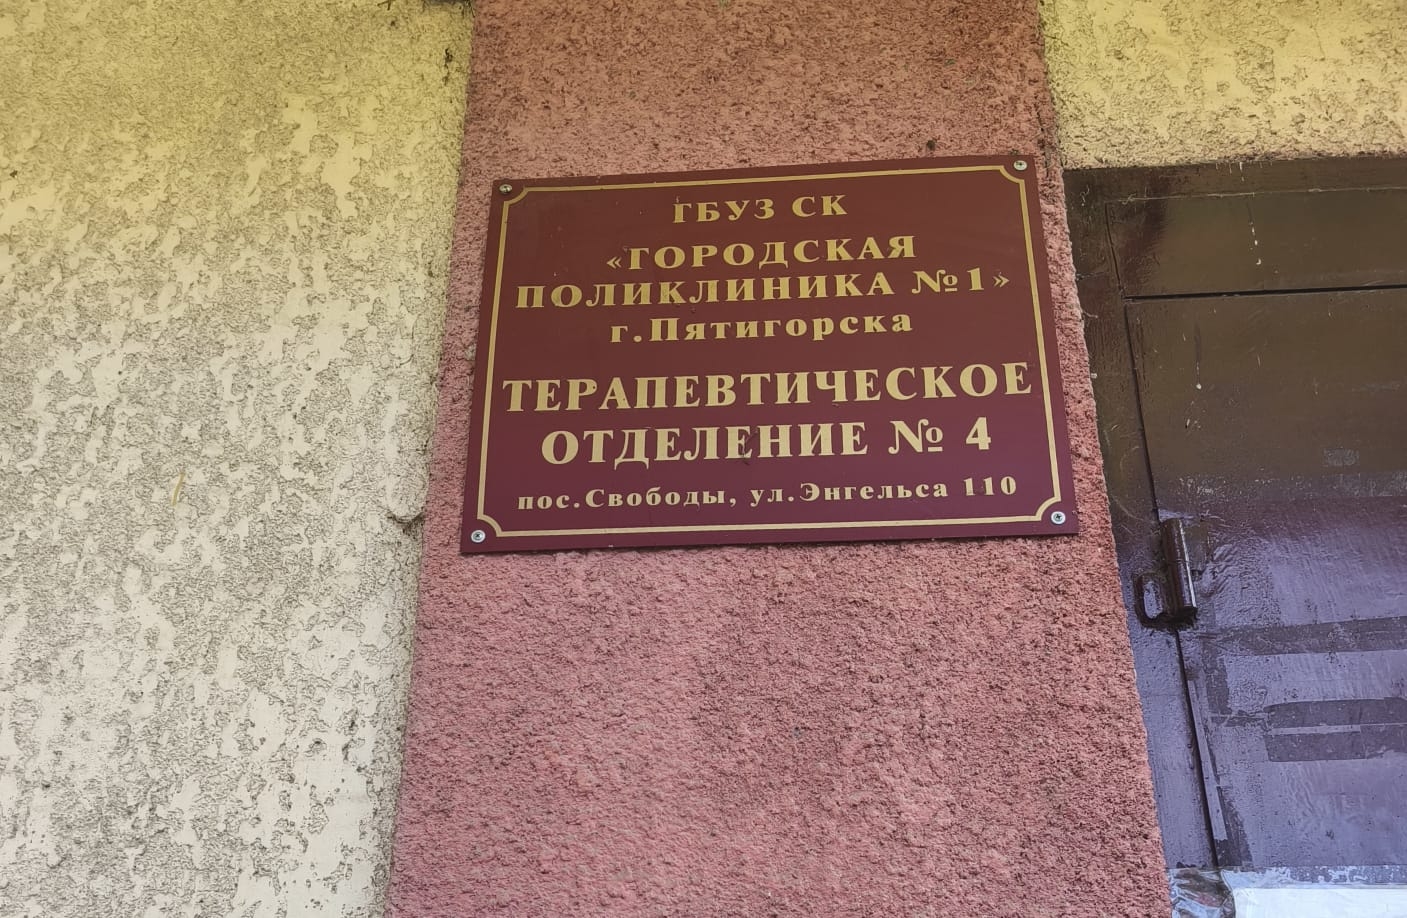 ГБУЗ СК
«ГОРОДСКАЯ
ПОЛИКЛИНИКА №1»
г.Пятигорска
ТЕРАПЕВТИЧЕСКОЕ
ОТДЕЛЕНИЕ № 4
пос.Свободы, ул.Энгельса 110